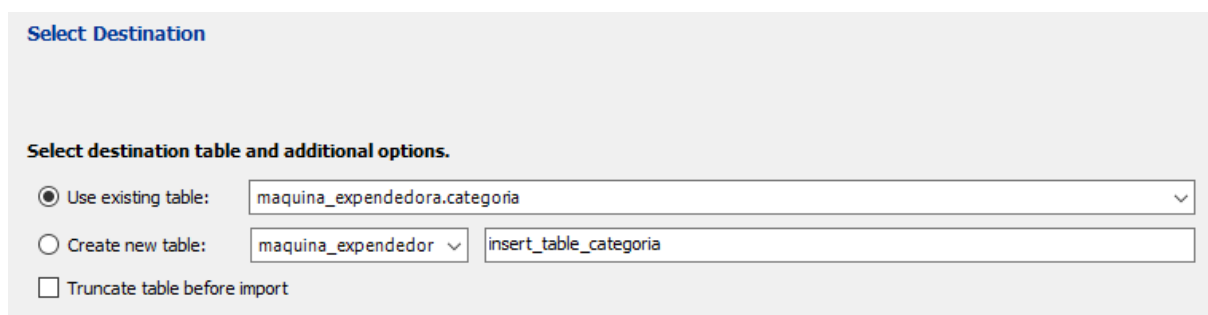 Select Destination
Select destination table and additional options.
Use existing table: maquina_expendedora.categoria
Create new table: maquina_expendedor insert_table_categoria
Truncate table before import